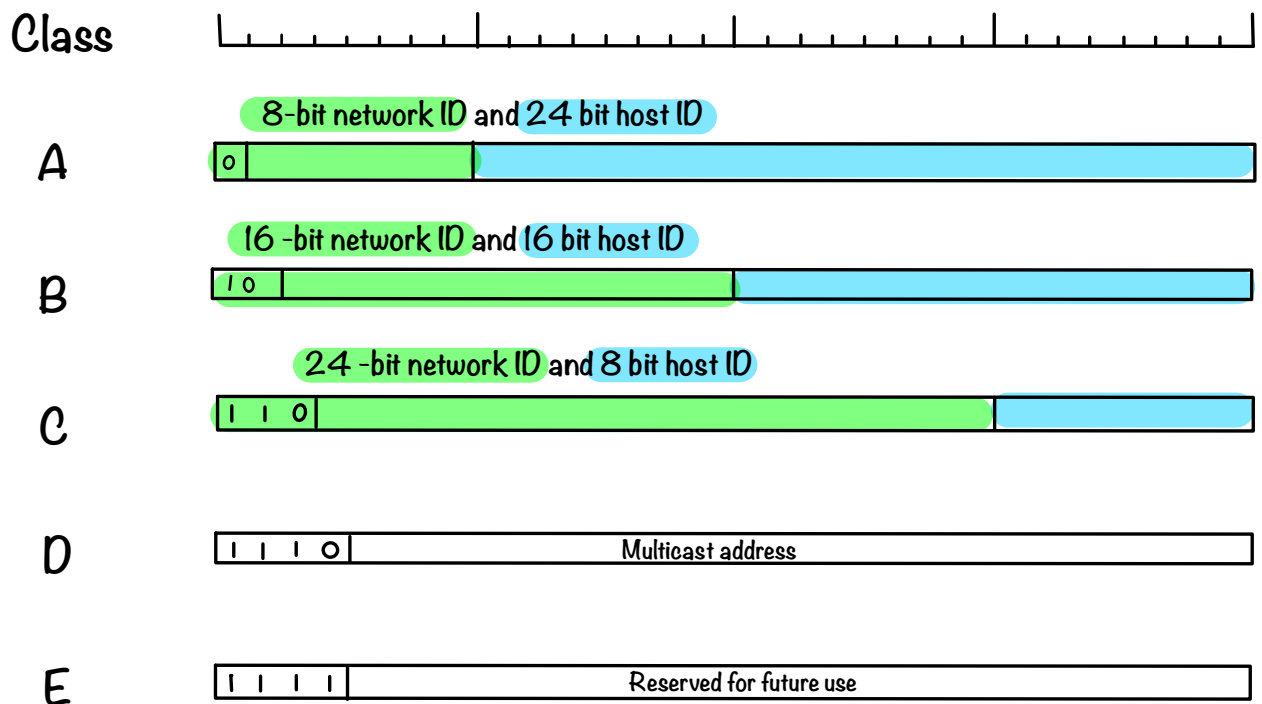 Class
8-bit network ID and 24 bit host ID
A
0
16 -bit network ID and 16 bit host ID
B
1 0
24 -bit network ID and 8 bit host ID
C
1 1 0
D
1 1 1 0
Multicast address
E
1 1 1 1
Reserved for future use